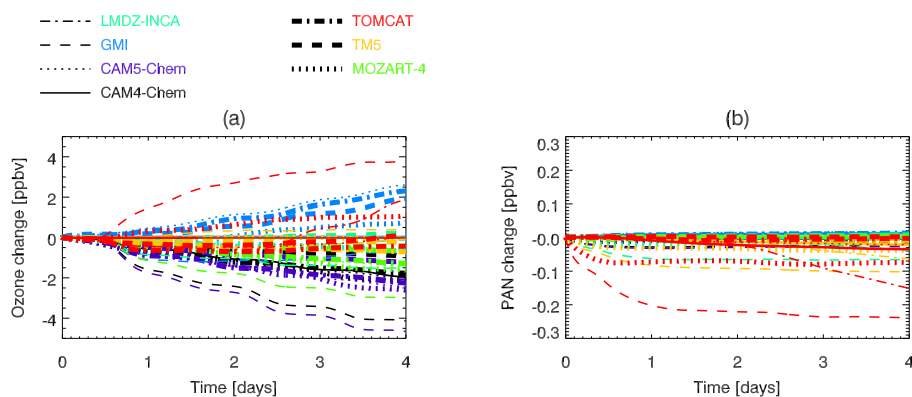 LMDZ-INCA TOMCAT
GMI TM5
CAM5-Chem MOZART-4
CAM4-Chem
(a) (b)
Ozone change [ppbv]
4
2
0
-2
-4
0 1 2 3 4
Time [days]
PAN change [ppbv]
0.3
0.2
0.1
-0.0
-0.1
-0.2
-0.3
0 1 2 3 4
Time [days]